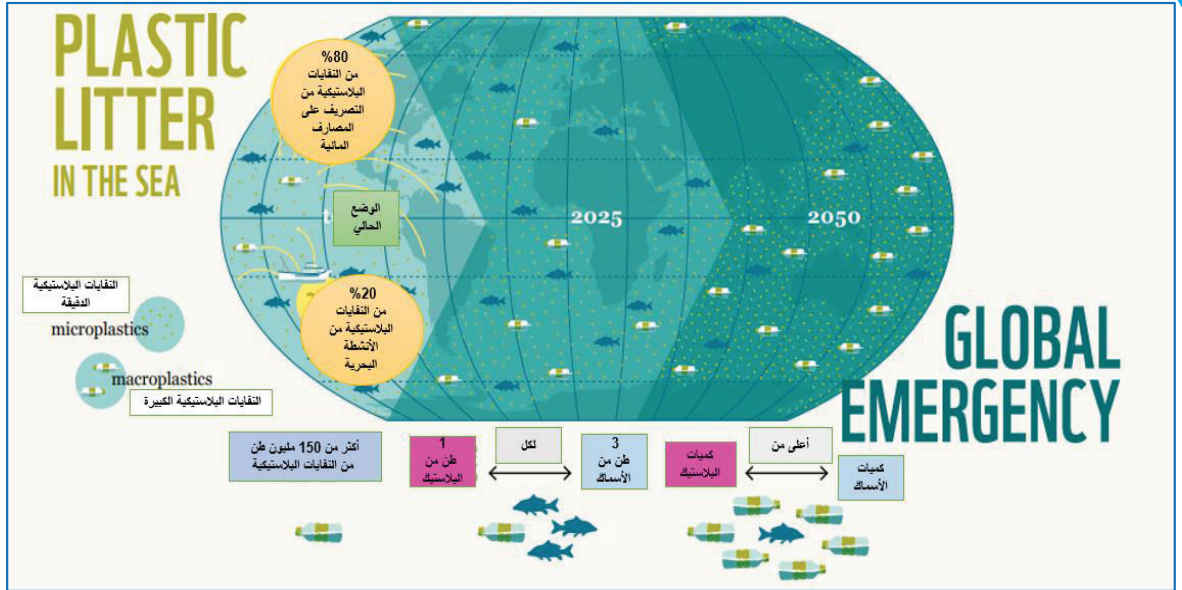 PLASTIC
LITTER
IN THE SEA
%80
من النفايات
البلاستيكية من
التصريف على
المصارف
المائية
الوضع
الحالي
2025
2050
%20
من النفايات
البلاستيكية من
الأنشطة
البحرية
النفايات البلاستيكية
الدقيقة
microplastics
macroplastics
النفايات البلاستيكية الكبيرة
GLOBAL
EMERGENCY
أكثر من 150 مليون طن
من النفايات البلاستيكية
1
طن من
البلاستيك
لكل
3
طن من
الأسماك
كميات
البلاستيك
أعلى من
كميات
الأسماك